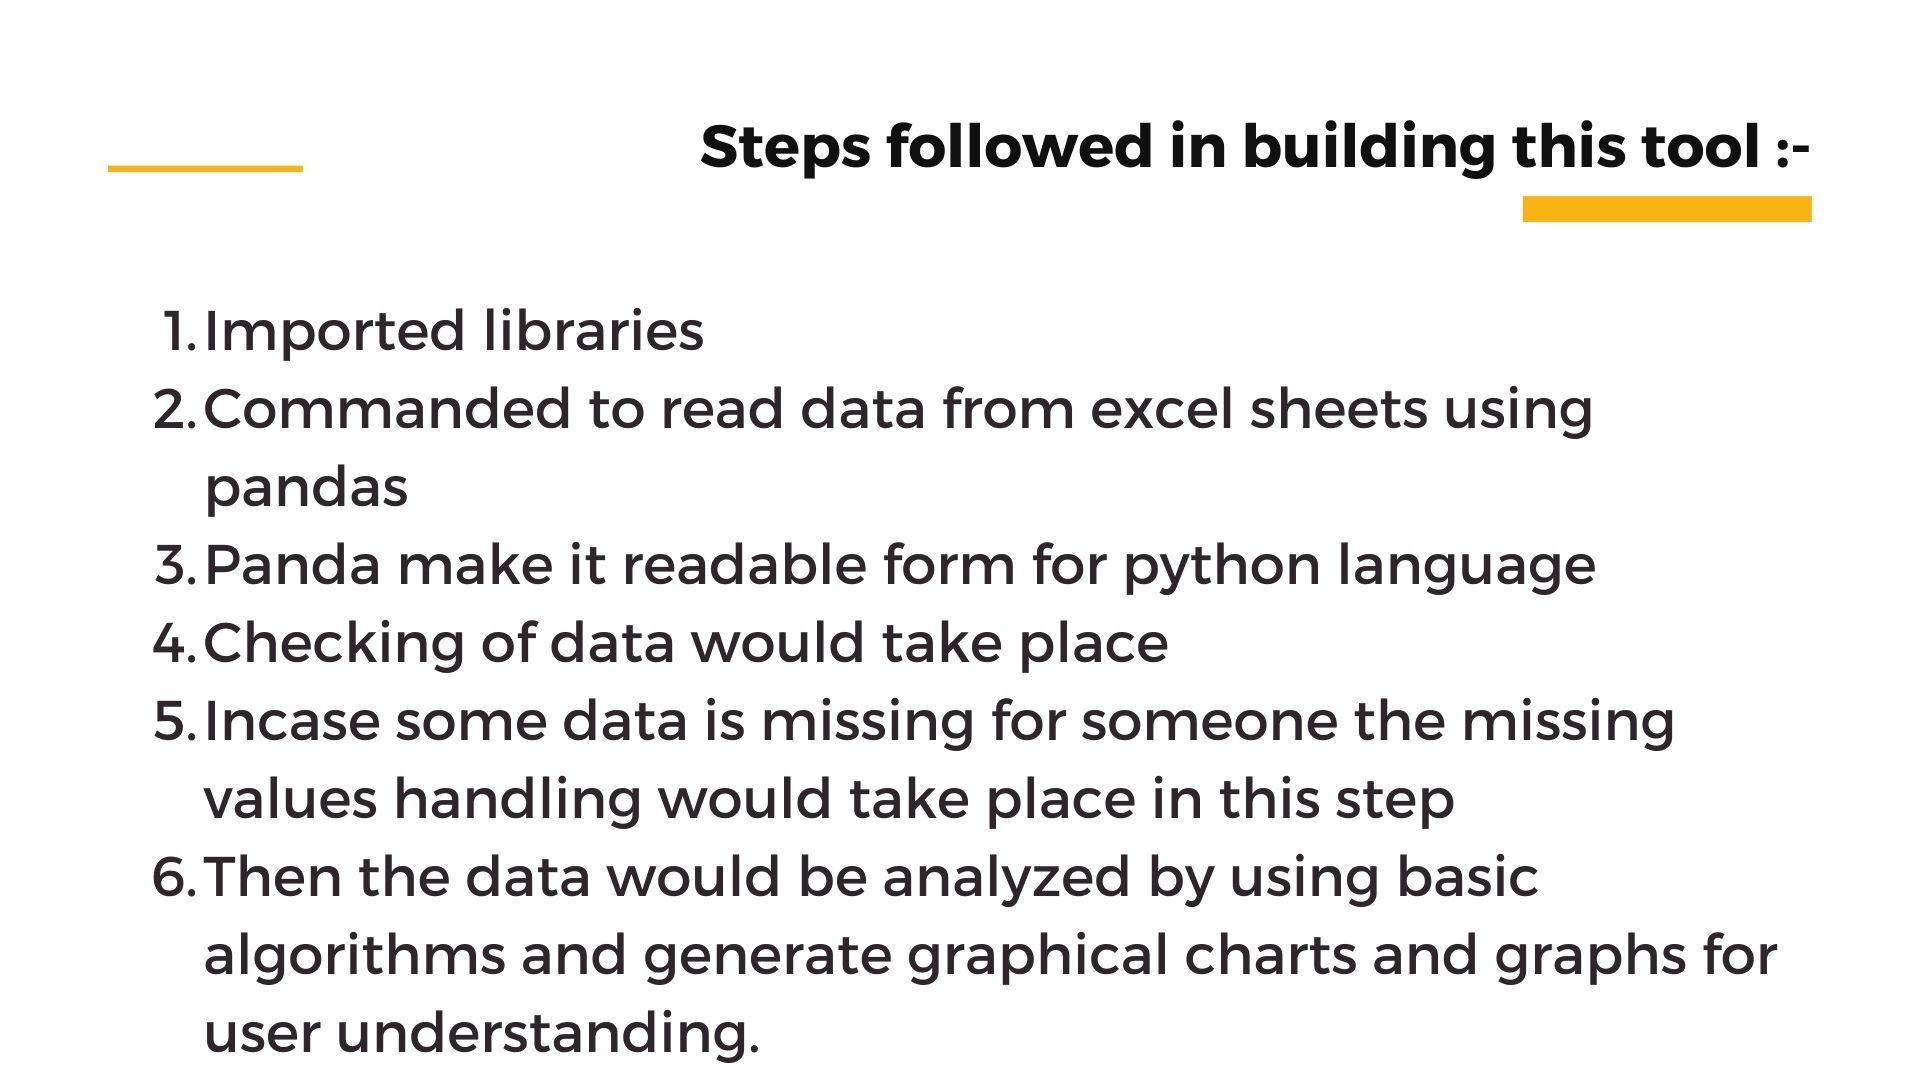 Steps followed in building this tool :-
1. Imported libraries
2. Commanded to read data from excel sheets using
pandas
3. Panda make it readable form for python language
4. Checking of data would take place
5. Incase some data is missing for someone the missing
values handling would take place in this step
6. Then the data would be analyzed by using basic
algorithms and generate graphical charts and graphs for
user understanding.